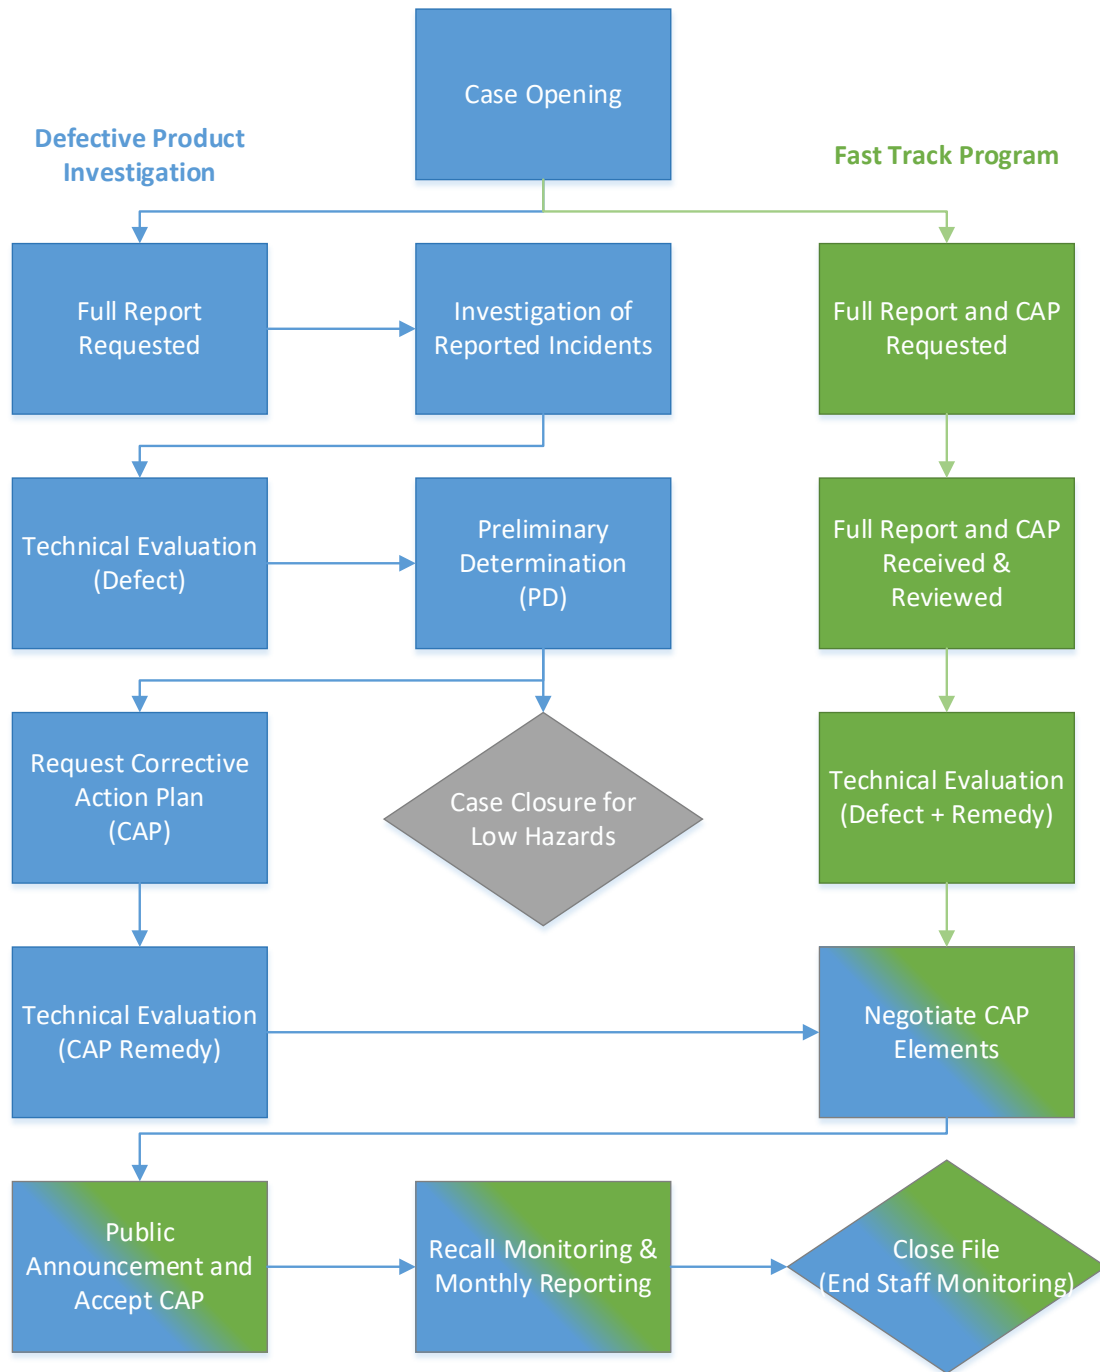 Case Opening
Defective Product
Investigation
Fast Track Program
Full Report
Requested
Investigation of
Reported Incidents
Full Report and CAP
Requested
Technical Evaluation
(Defect)
Preliminary
Determination
(PD)
Full Report and CAP
Received &
Reviewed
Request Corrective
Action Plan
(CAP)
Case Closure for
Low Hazards
Technical Evaluation
(Defect + Remedy)
Technical Evaluation
(CAP Remedy)
Negotiate CAP
Elements
Public
Announcement and
Accept CAP
Recall Monitoring &
Monthly Reporting
Close File
(End Staff Monitoring)